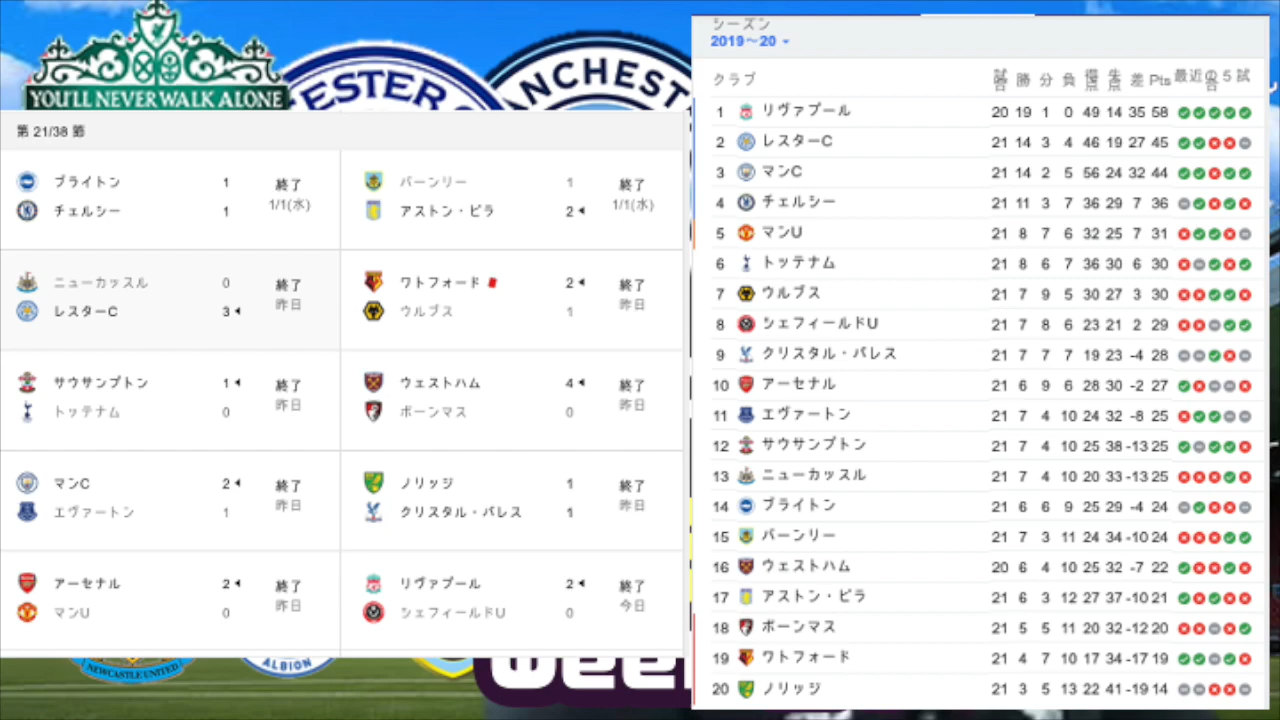 YOU'LL NEVER WALK ALONE
ESTER
NCHESTER
第 21/38 節
ブライトン 1
チェルシー 1
終了
1/1(水)
バーンリー 1
アストン・ビラ 2
終了
1/1(水)
ニューカッスル 0
レスターC 3
終了
昨日
ワトフォード 2
ウルブス 1
終了
昨日
サウサンプトン 1
トッテナム 0
終了
昨日
ウェストハム 4
ボーンマス 0
終了
昨日
マンC 2
エヴァートン 1
終了
昨日
ノリッジ 1
クリスタル・パレス 1
終了
昨日
アーセナル 2
マンU 0
終了
昨日
リヴァプール 2
シェフィールドU 0
終了
今日
NEWCASTLE UNITED
ALBION
シーズン
2019～20
クラブ 試合 勝 分 負 得点 失点 差 Pts 最近の 5 試合
1 リヴァプール 20 19 1 0 49 14 35 58
2 レスターC 21 14 3 4 46 19 27 45
3 マンC 21 14 2 5 56 24 32 44
4 チェルシー 21 11 3 7 36 29 7 36
5 マンU 21 8 7 6 32 25 7 31
6 トッテナム 21 8 6 7 36 30 6 30
7 ウルブス 21 7 9 5 30 27 3 30
8 シェフィールドU 21 7 8 6 23 21 2 29
9 クリスタル・パレス 21 7 7 7 19 23 -4 28
10 アーセナル 21 6 9 6 28 30 -2 27
11 エヴァートン 21 7 4 10 24 32 -8 25
12 サウサンプトン 21 7 4 10 25 38 -13 25
13 ニューカッスル 21 7 4 10 20 33 -13 25
14 ブライトン 21 6 6 9 25 29 -4 24
15 バーンリー 21 7 3 11 24 34 -10 24
16 ウェストハム 20 6 4 10 25 32 -7 22
17 アストン・ビラ 21 6 3 12 27 37 -10 21
18 ボーンマス 21 5 5 11 20 32 -12 20
19 ワトフォード 21 4 7 10 17 34 -17 19
20 ノリッジ 21 3 5 13 22 41 -19 14